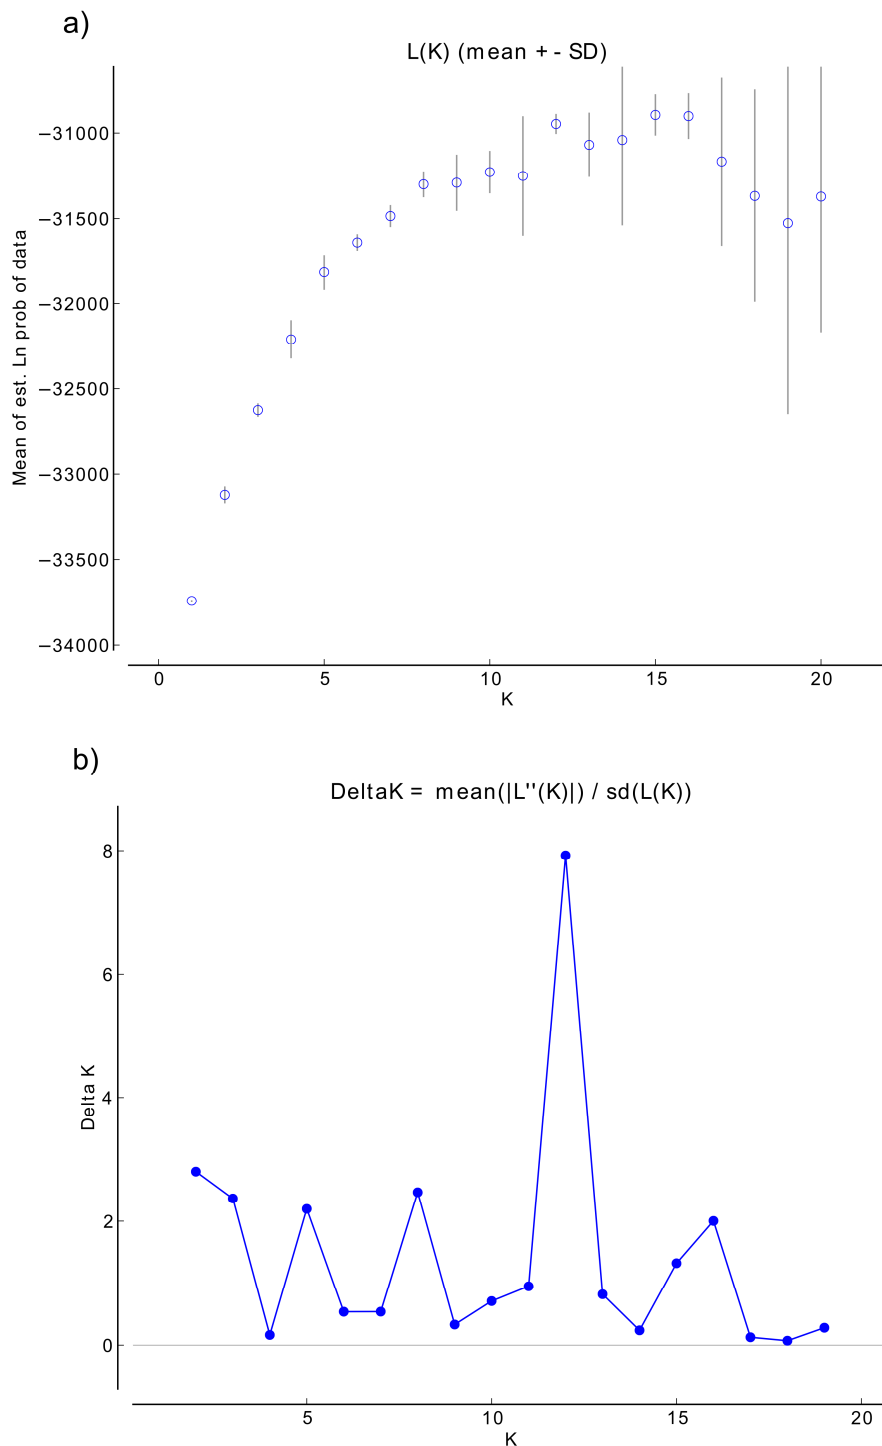 a)
L(K) (mean + - SD)
Mean of est. Ln prob of data
−31000
−31500
−32000
−32500
−33000
−33500
−34000
0 5 10 15 20
K
b)
DeltaK = mean(|L''(K)|) / sd(L(K))
Delta K
8
6
4
2
0
5 10 15 20
K